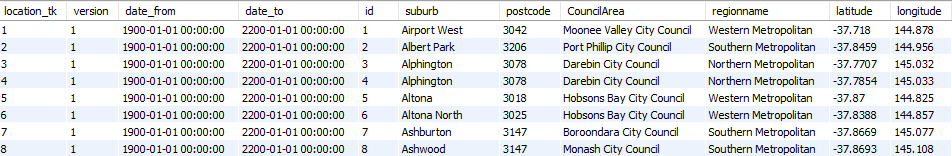 location_tk version date_from date_to id suburb postcode CouncilArea regionname latitude longitude
1 1 1900-01-01 00:00:00 2200-01-01 00:00:00 1 Airport West 3042 Moonee Valley City Council Western Metropolitan -37.718 144.878
2 1 1900-01-01 00:00:00 2200-01-01 00:00:00 2 Albert Park 3206 Port Phillip City Council Southern Metropolitan -37.8459 144.956
3 1 1900-01-01 00:00:00 2200-01-01 00:00:00 3 Alphington 3078 Darebin City Council Northern Metropolitan -37.7707 145.032
4 1 1900-01-01 00:00:00 2200-01-01 00:00:00 4 Alphington 3078 Darebin City Council Northern Metropolitan -37.7854 145.033
5 1 1900-01-01 00:00:00 2200-01-01 00:00:00 5 Altona 3018 Hobsons Bay City Council Western Metropolitan -37.87 144.825
6 1 1900-01-01 00:00:00 2200-01-01 00:00:00 6 Altona North 3025 Hobsons Bay City Council Western Metropolitan -37.8388 144.857
7 1 1900-01-01 00:00:00 2200-01-01 00:00:00 7 Ashburton 3147 Boroondara City Council Southern Metropolitan -37.8669 145.077
8 1 1900-01-01 00:00:00 2200-01-01 00:00:00 8 Ashwood 3147 Monash City Council Southern Metropolitan -37.8693 145.108